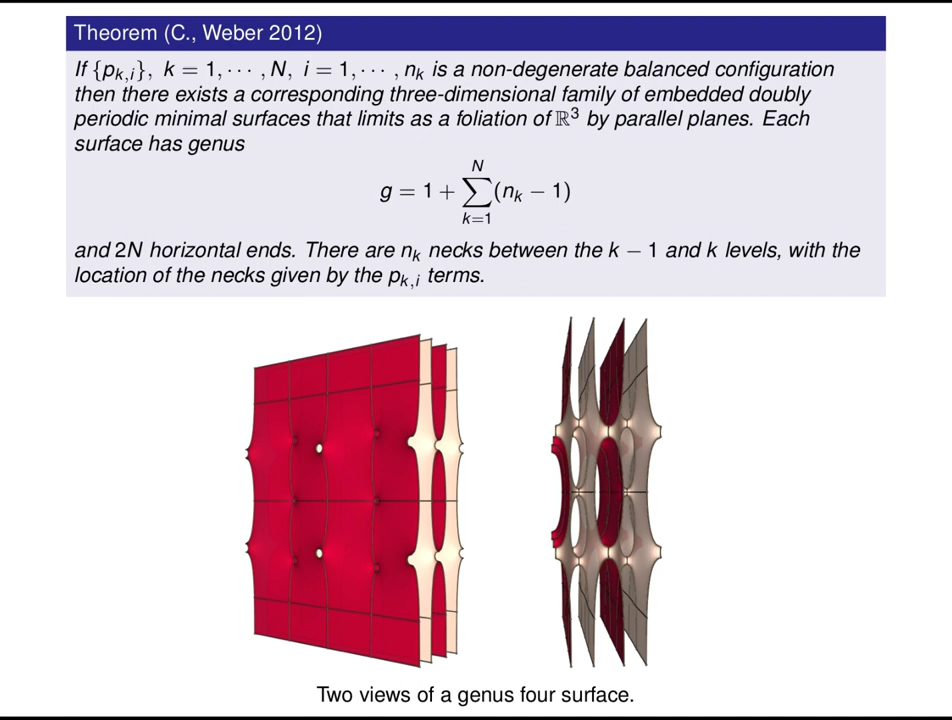 Theorem (C., Weber 2012)
If {p_{k,i}}, k = 1, ⋯ , N, i = 1, ⋯ , n_k is a non-degenerate balanced configuration
then there exists a corresponding three-dimensional family of embedded doubly
periodic minimal surfaces that limits as a foliation of ℝ³ by parallel planes. Each
surface has genus
g = 1 + ∑_{k=1}^{N} (n_k − 1)
and 2N horizontal ends. There are n_k necks between the k − 1 and k levels, with the
location of the necks given by the p_{k,i} terms.
Two views of a genus four surface.